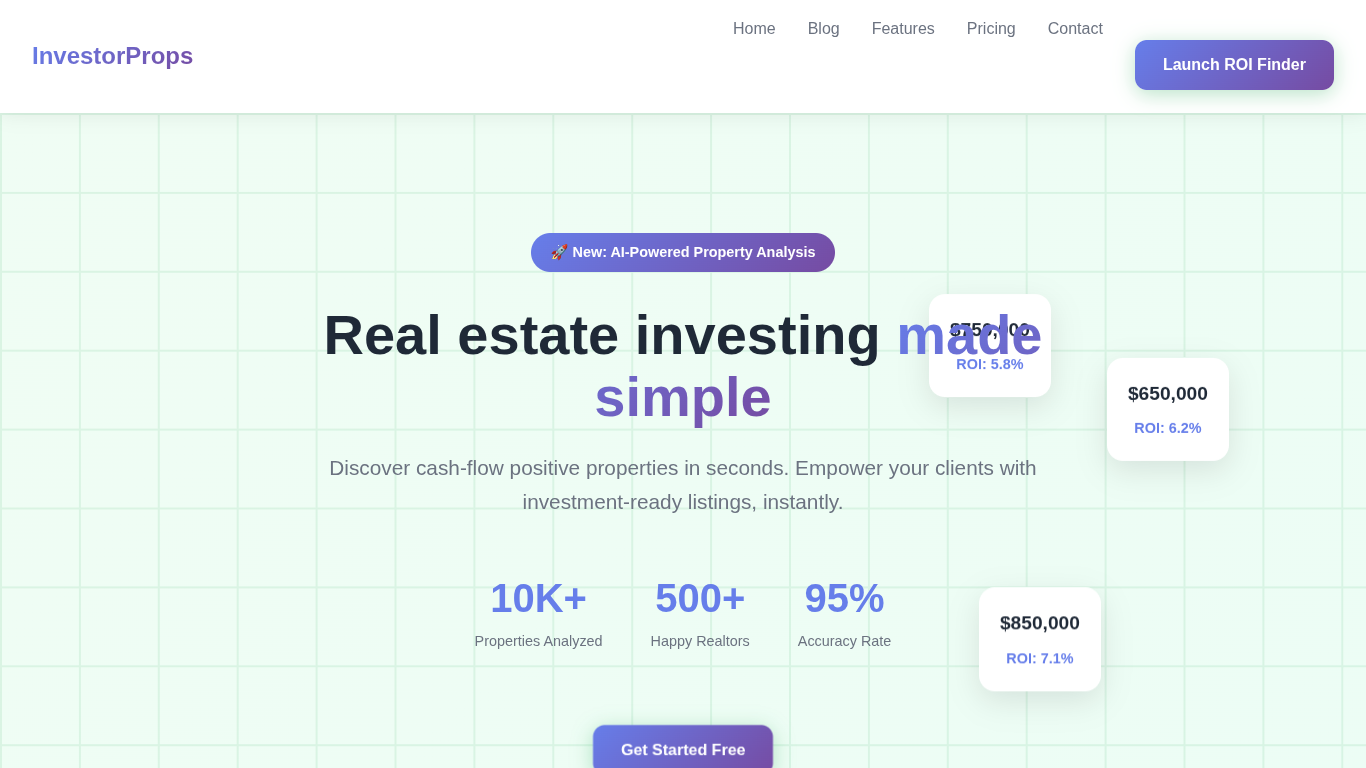 InvestorProps
Home
Blog
Features
Pricing
Contact
Launch ROI Finder
🚀 New: AI-Powered Property Analysis
Real estate investing made
simple
Discover cash-flow positive properties in seconds. Empower your clients with
investment-ready listings, instantly.
10K+
Properties Analyzed
500+
Happy Realtors
95%
Accuracy Rate
Get Started Free
$750,000
ROI: 5.8%
$650,000
ROI: 6.2%
$850,000
ROI: 7.1%